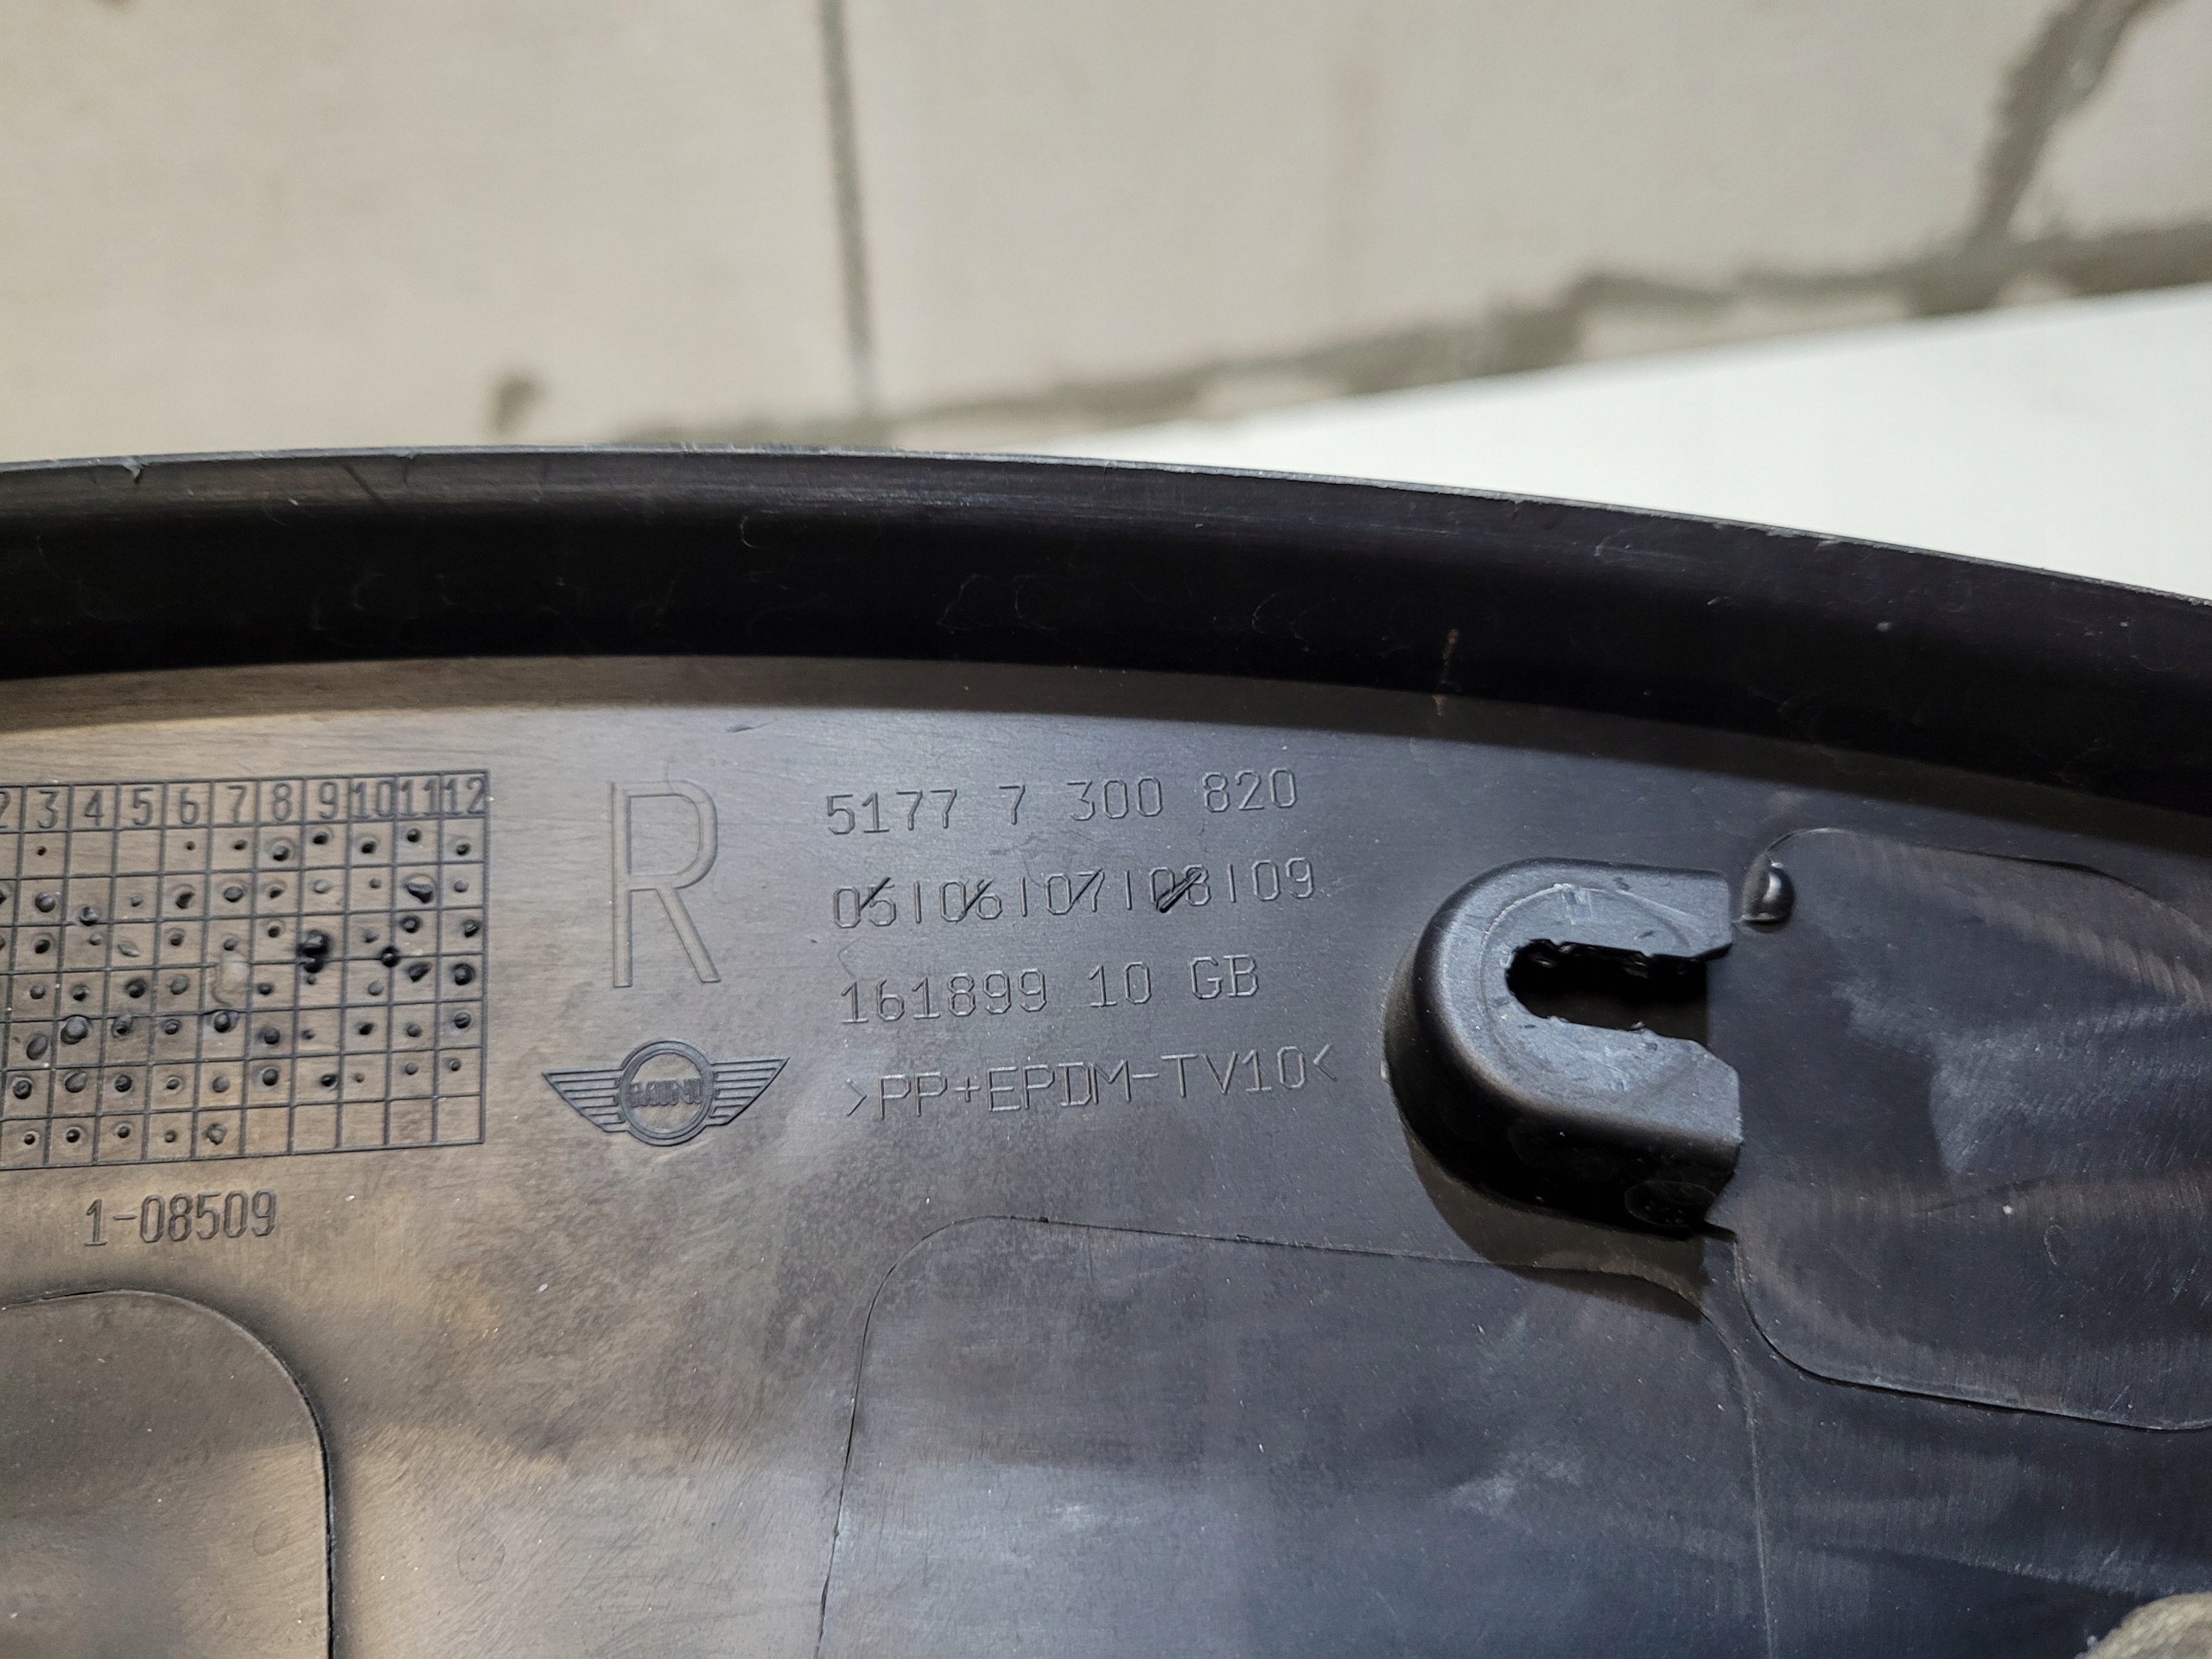 2 3 4 5 6 7 8 9 10 11 12
R
5177 7 300 820
05|06|07|08|09
161899 10 GB
MINI
>PP+EPDM-TV10<
1-08509